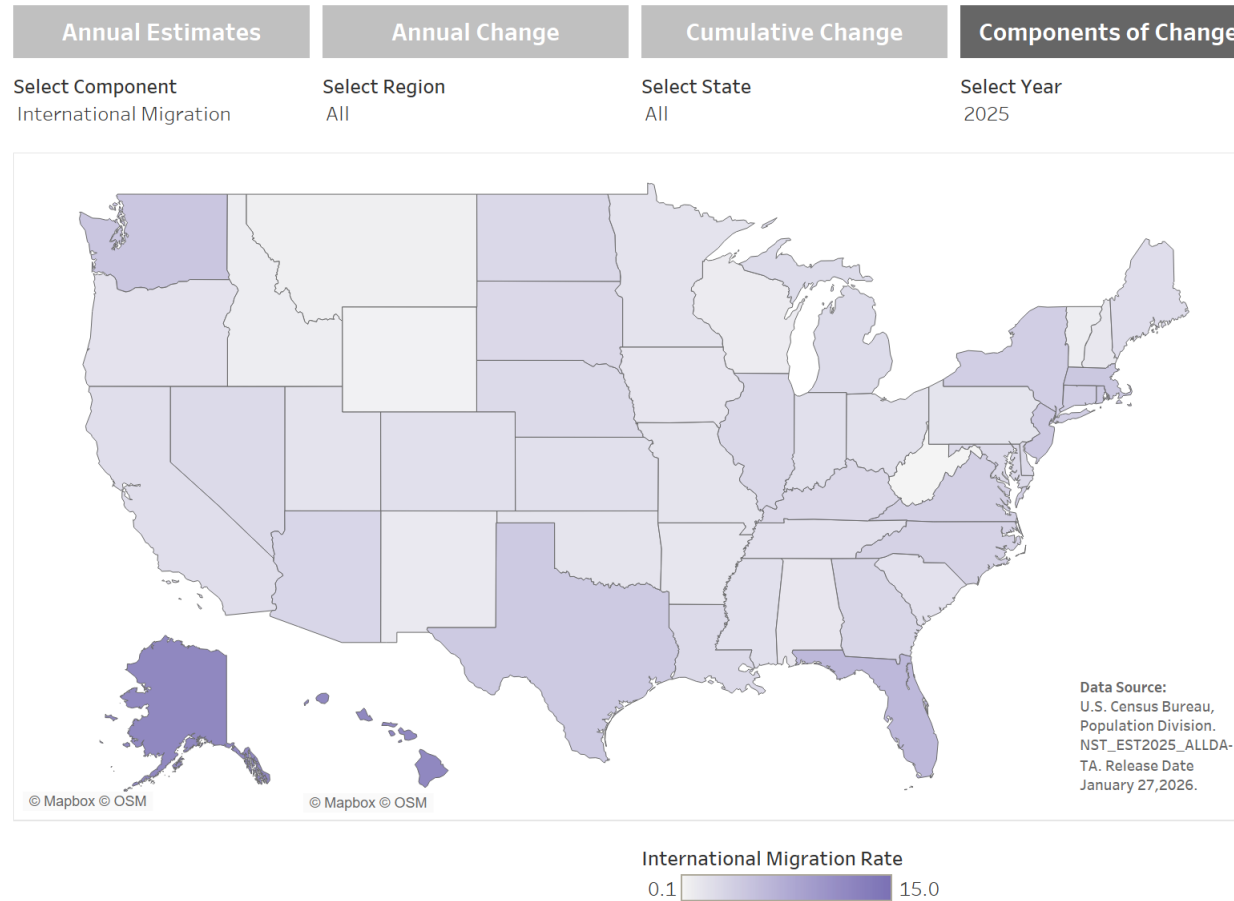 Annual Estimates
Annual Change
Cumulative Change
Components of Change
Select Component
International Migration
Select Region
All
Select State
All
Select Year
2025
Data Source:
U.S. Census Bureau,
Population Division.
NST_EST2025_ALLDA-
TA. Release Date
January 27,2026.
© Mapbox © OSM
© Mapbox © OSM
International Migration Rate
0.1
15.0